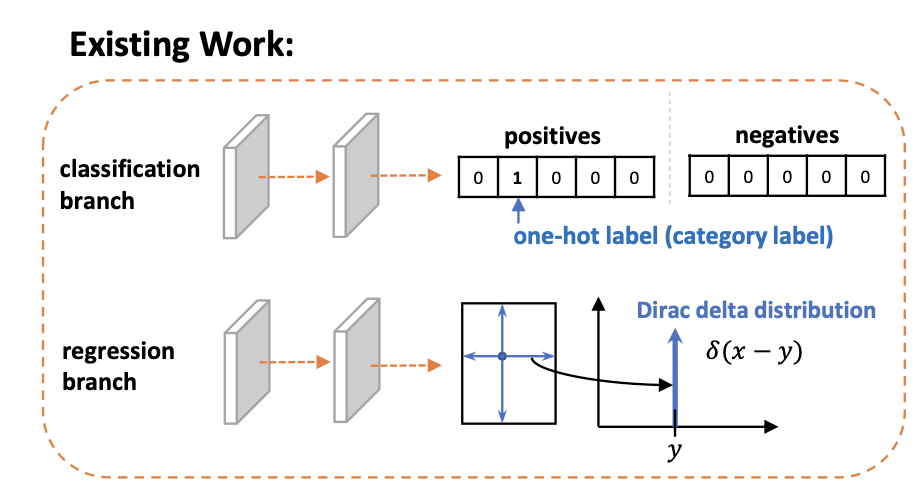 Existing Work:
positives
negatives
classification
branch
0 1 0 0 0
0 0 0 0 0
one-hot label (category label)
Dirac delta distribution
δ(x − y)
regression
branch
y